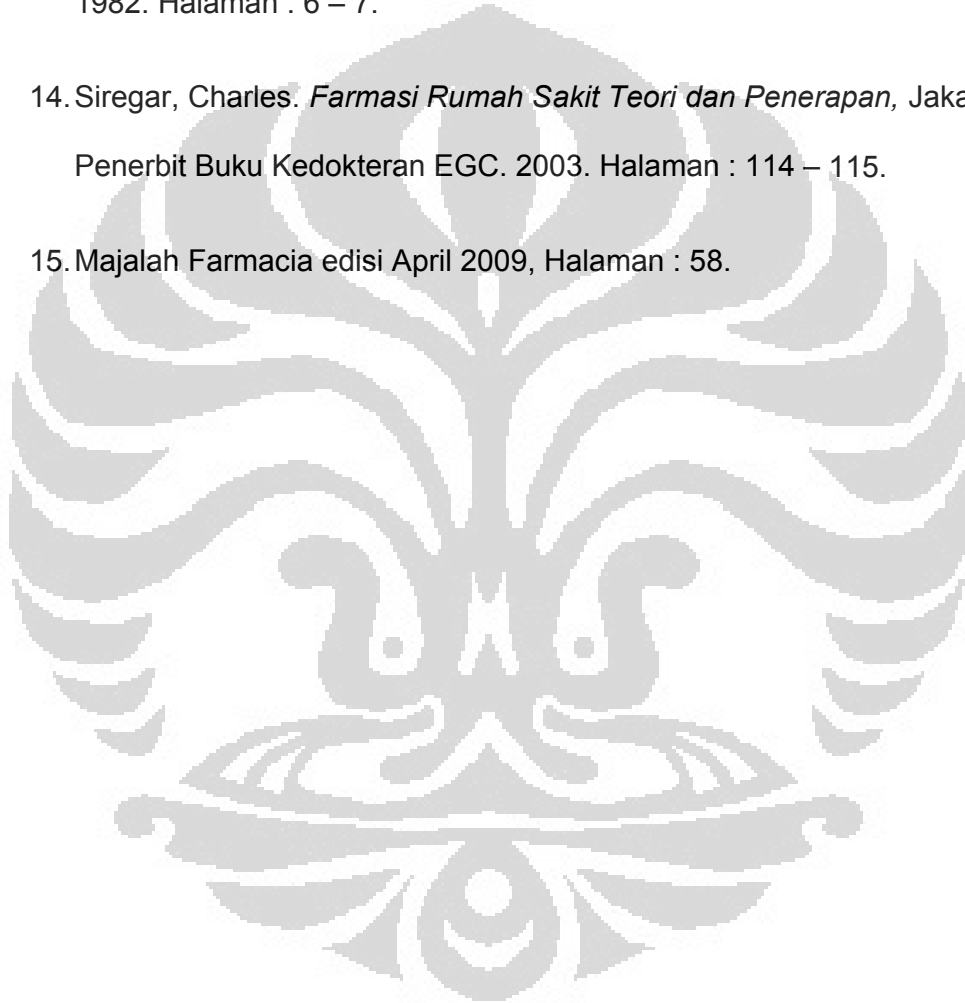 1982. Halaman : 6 – 7.
14. Siregar, Charles. Farmasi Rumah Sakit Teori dan Penerapan, Jaka
Penerbit Buku Kedokteran EGC. 2003. Halaman : 114 – 115.
15. Majalah Farmacia edisi April 2009, Halaman : 58.